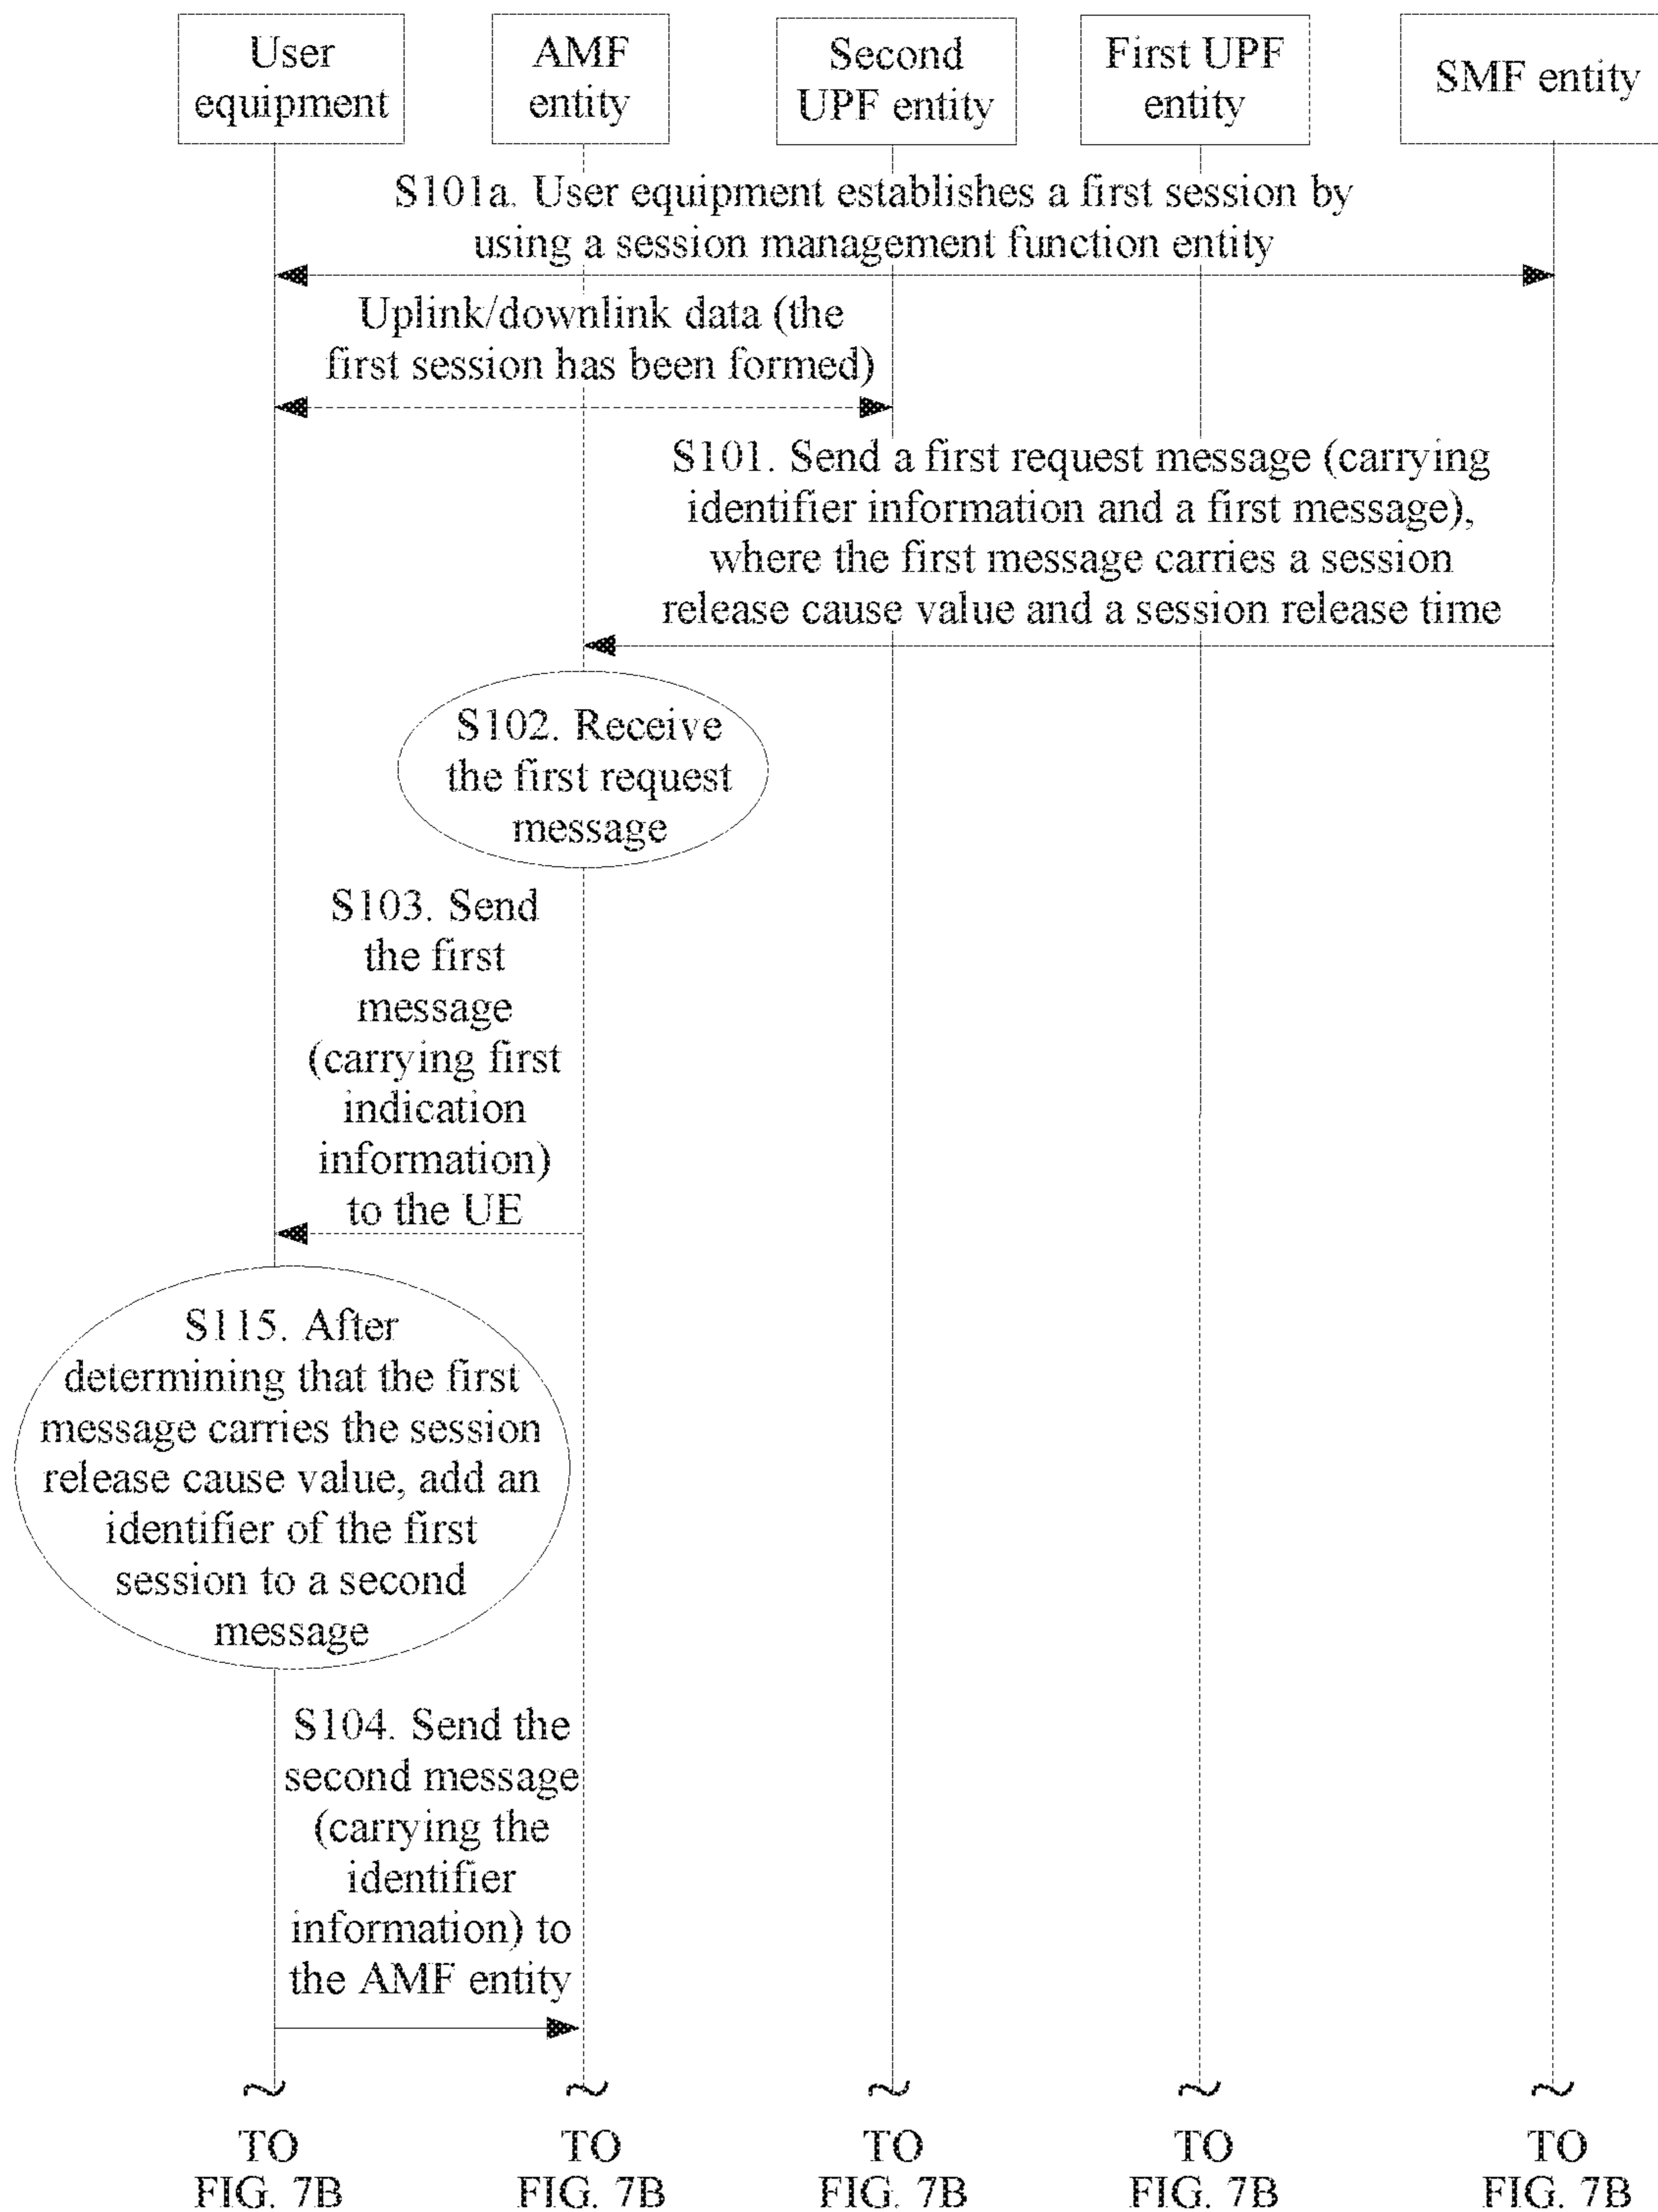 User
equipment
AMF
entity
Second
UPF entity
First UPF
entity
SMF entity
S101a. User equipment establishes a first session by
using a session management function entity
Uplink/downlink data (the
first session has been formed)
S101. Send a first request message (carrying
identifier information and a first message),
where the first message carries a session
release cause value and a session release time
S102. Receive
the first request
message
S103. Send
the first
message
(carrying first
indication
information)
to the UE
S115. After
determining that the first
message carries the session
release cause value, add an
identifier of the first
session to a second
message
S104. Send the
second message
(carrying the
identifier
information) to
the AMF entity
TO
FIG. 7B
TO
FIG. 7B
TO
FIG. 7B
TO
FIG. 7B
TO
FIG. 7B